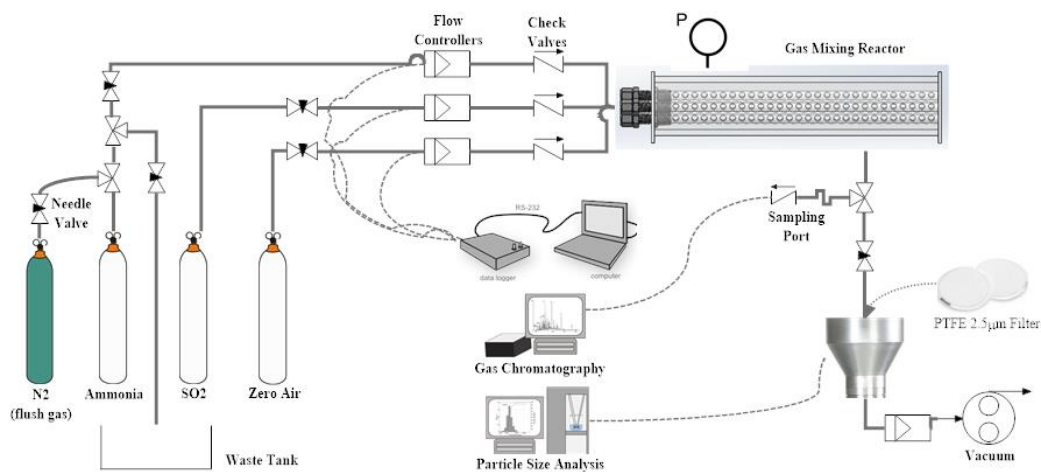 Flow
Controllers
Check
Valves
P
Gas Mixing Reactor
Needle
Valve
RS-232
Sampling
Port
data logger
computer
PTFE 2.5μm Filter
Gas Chromatography
N2
(flush gas)
Ammonia
SO2
Zero Air
Waste Tank
Particle Size Analysis
Vacuum